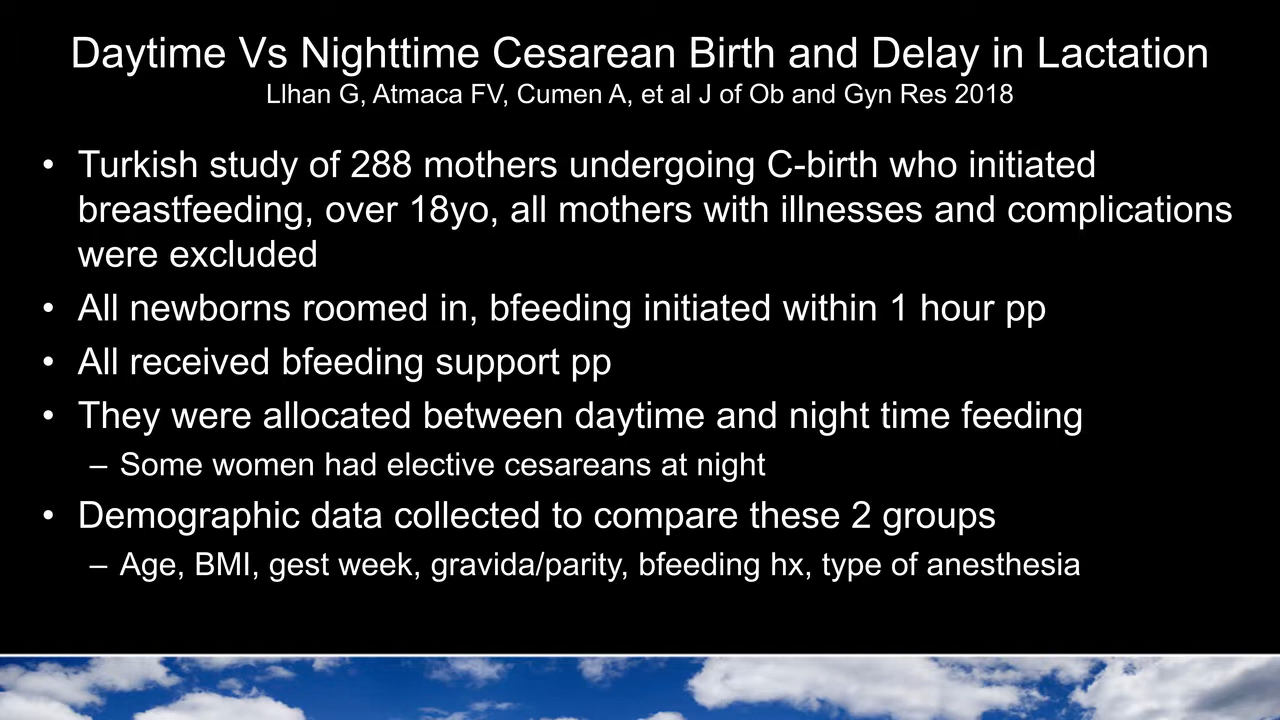 Daytime Vs Nighttime Cesarean Birth and Delay in Lactation
Llhan G, Atmaca FV, Cumen A, et al J of Ob and Gyn Res 2018
• Turkish study of 288 mothers undergoing C-birth who initiated
breastfeeding, over 18yo, all mothers with illnesses and complications
were excluded
• All newborns roomed in, bfeeding initiated within 1 hour pp
• All received bfeeding support pp
• They were allocated between daytime and night time feeding
– Some women had elective cesareans at night
• Demographic data collected to compare these 2 groups
– Age, BMI, gest week, gravida/parity, bfeeding hx, type of anesthesia